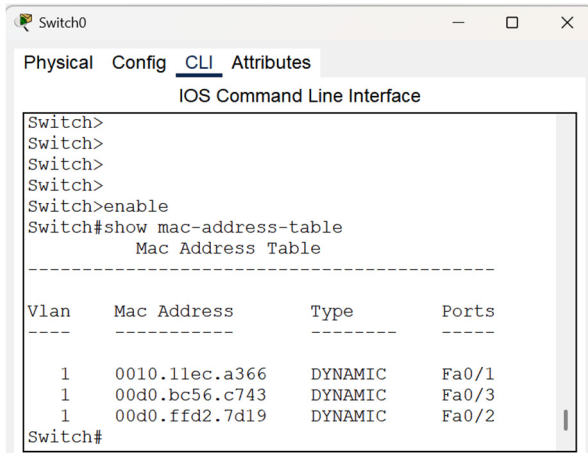 Switch0
Physical Config CLI Attributes
IOS Command Line Interface
Switch>
Switch>
Switch>
Switch>
Switch>enable
Switch#show mac-address-table
Mac Address Table
-------------------------------------------
Vlan Mac Address Type Ports
---- ----------- -------- -----
1 0010.11ec.a366 DYNAMIC Fa0/1
1 00d0.bc56.c743 DYNAMIC Fa0/3
1 00d0.ffd2.7d19 DYNAMIC Fa0/2
Switch#